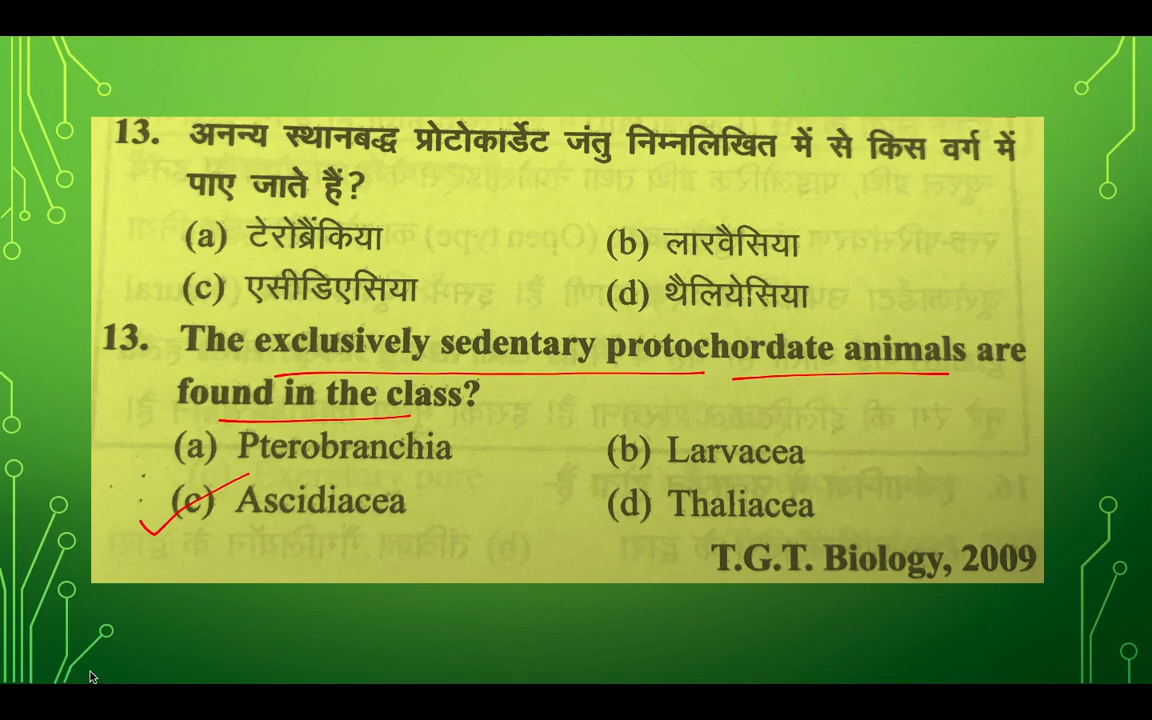 13. अनन्य स्थानबद्ध प्रोटोकार्डेट जंतु निम्नलिखित में से किस वर्ग में
पाए जाते हैं?
(a) टेरोब्रैंकिया (b) लारवैसिया
(c) एसीडिएसिया (d) थैलियेसिया
13. The exclusively sedentary protochordate animals are
found in the class?
(a) Pterobranchia (b) Larvacea
(c) Ascidiacea (d) Thaliacea
T.G.T. Biology, 2009